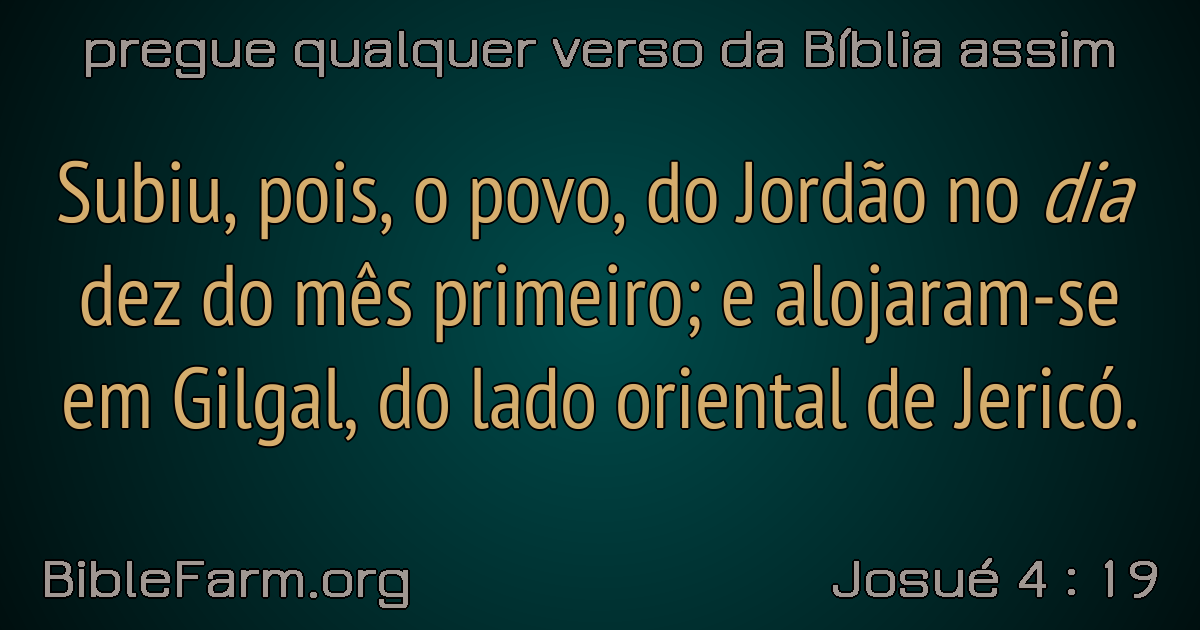 pregue qualquer verso da Bíblia assim
Subiu, pois, o povo, do Jordão no dia
dez do mês primeiro; e alojaram-se
em Gilgal, do lado oriental de Jericó.
BibleFarm.org
Josué 4 : 19